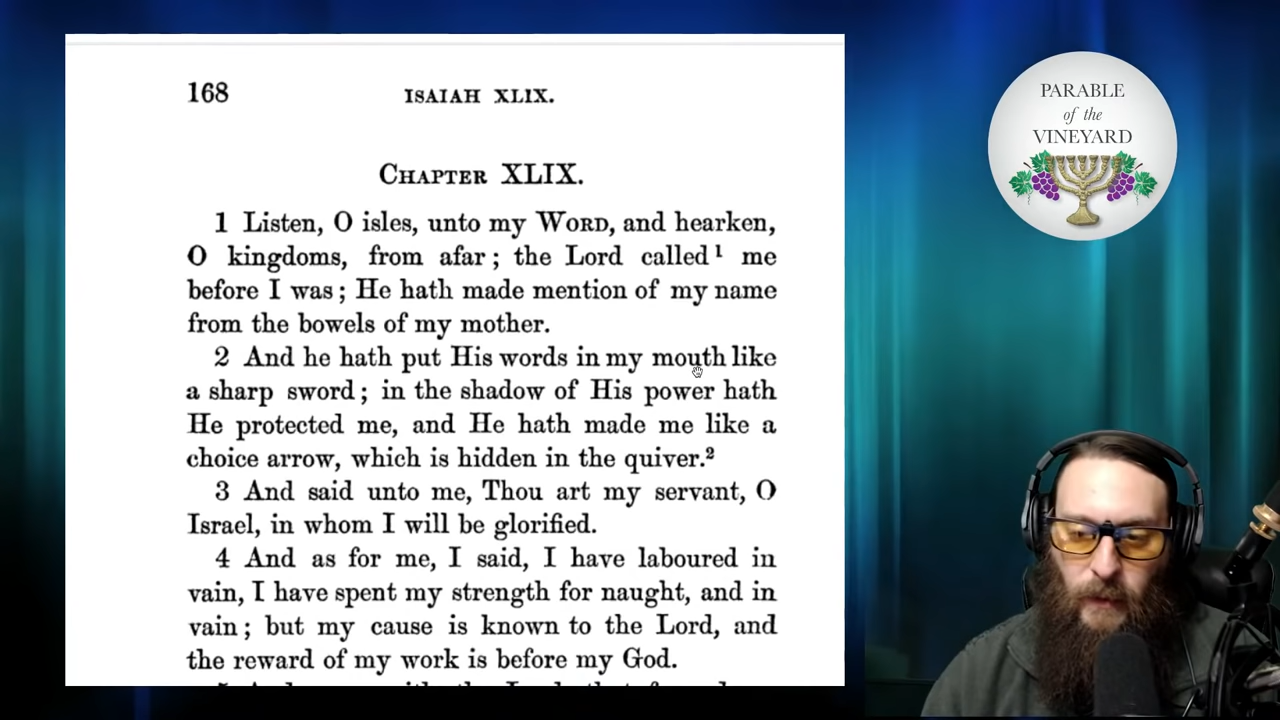 168 ISAIAH XLIX.
CHAPTER XLIX.
1 Listen, O isles, unto my WORD, and hearken,
O kingdoms, from afar; the Lord called¹ me
before I was; He hath made mention of my name
from the bowels of my mother.
2 And he hath put His words in my mouth like
a sharp sword; in the shadow of His power hath
He protected me, and He hath made me like a
choice arrow, which is hidden in the quiver.²
3 And said unto me, Thou art my servant, O
Israel, in whom I will be glorified.
4 And as for me, I said, I have laboured in
vain, I have spent my strength for naught, and in
vain; but my cause is known to the Lord, and
the reward of my work is before my God.
PARABLE
of the
VINEYARD